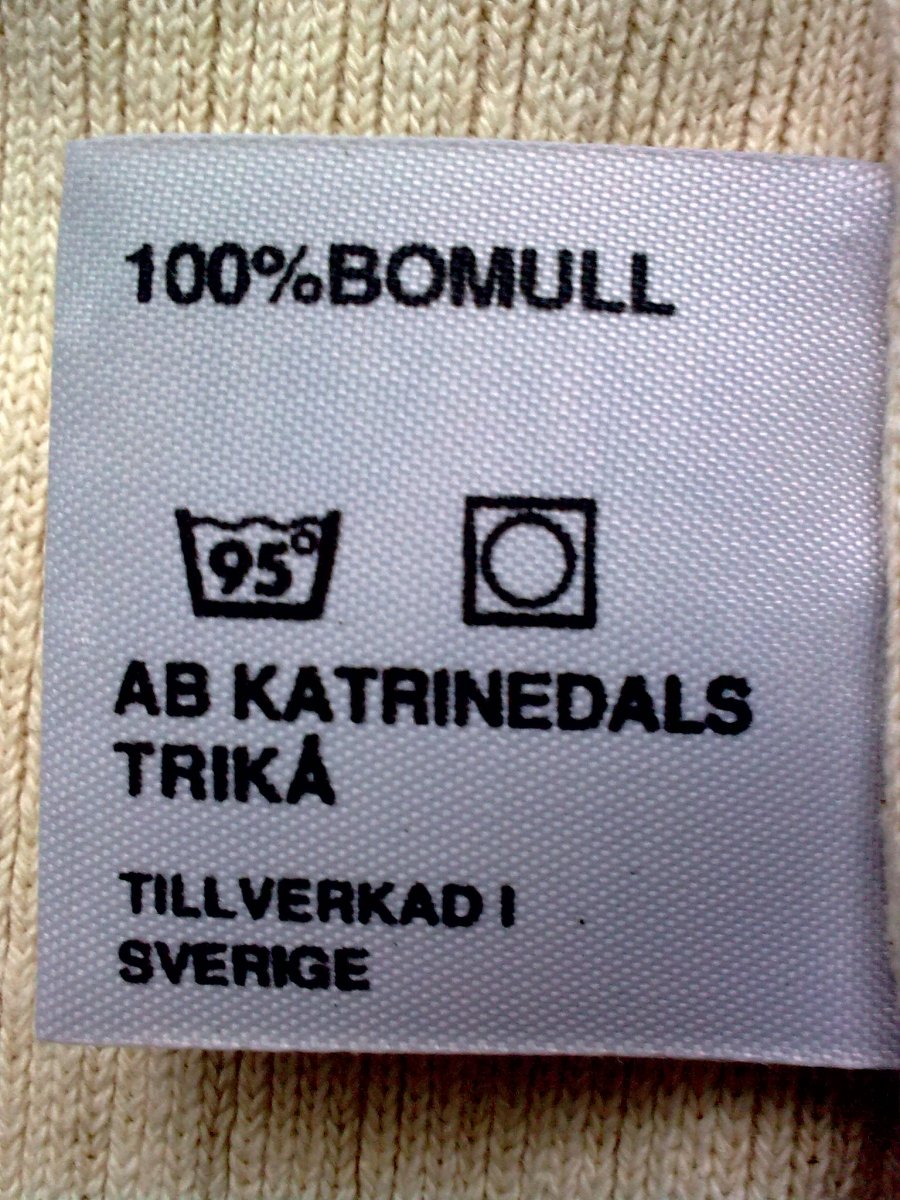 100%BOMULL
95°
AB KATRINEDALS
TRIKÅ
TILLVERKAD I
SVERIGE